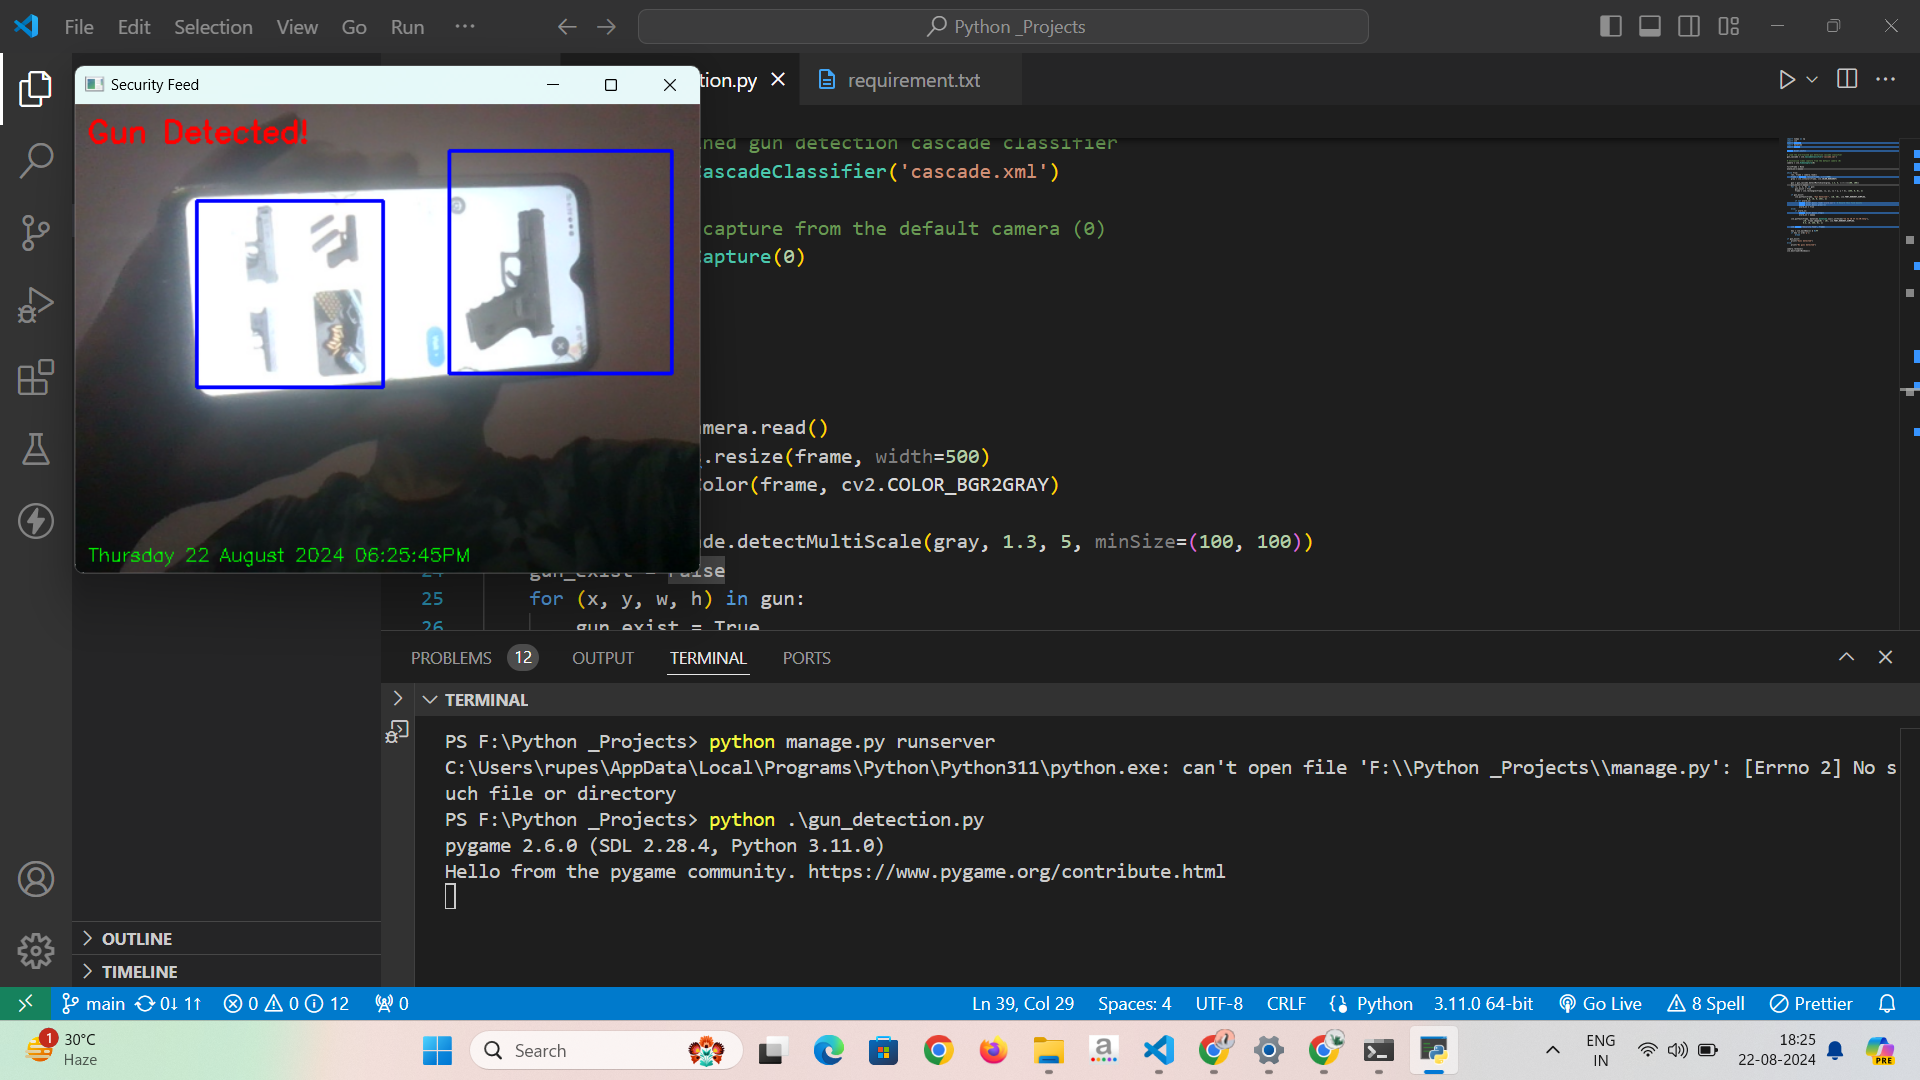 File Edit Selection View Go Run ···
Python _Projects
Security Feed
tion.py
requirement.txt
Gun Detected!
Thursday 22 August 2024 06:25:45PM
ned gun detection cascade classifier
ascadeClassifier('cascade.xml')
capture from the default camera (0)
apture(0)
mera.read()
.resize(frame, width=500)
olor(frame, cv2.COLOR_BGR2GRAY)
de.detectMultiScale(gray, 1.3, 5, minSize=(100, 100))
24 gun_exist = False
25 for (x, y, w, h) in gun:
26 gun_exist = True
PROBLEMS 12 OUTPUT TERMINAL PORTS
TERMINAL
PS F:\Python _Projects> python manage.py runserver
C:\Users\rupes\AppData\Local\Programs\Python\Python311\python.exe: can't open file 'F:\\Python _Projects\\manage.py': [Errno 2] No s
uch file or directory
PS F:\Python _Projects> python .\gun_detection.py
pygame 2.6.0 (SDL 2.28.4, Python 3.11.0)
Hello from the pygame community. https://www.pygame.org/contribute.html
OUTLINE
TIMELINE
main 0↓ 1↑ 0 0 12 0
Ln 39, Col 29 Spaces: 4 UTF-8 CRLF Python 3.11.0 64-bit Go Live 8 Spell Prettier
1
30°C
Haze
Search
a
PRE
ENG
IN
18:25
22-08-2024